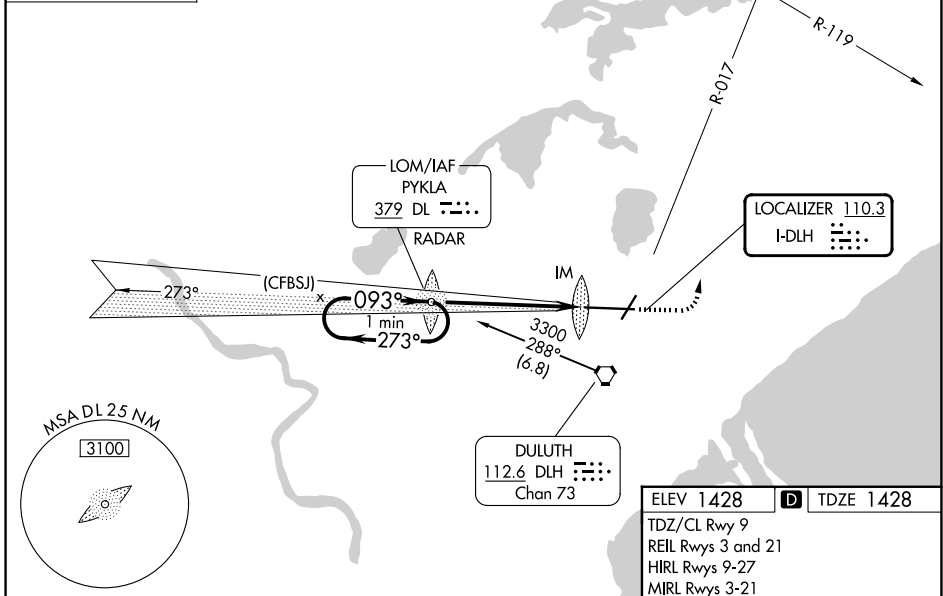 R-119
R-017
LOM/IAF
PYKLA
379 DL
RADAR
LOCALIZER 110.3
I-DLH
IM
(CFBSJ)
273°
x
093°
1 min
273°
3300
288°
(6.8)
MSA DL 25 NM
3100
DULUTH
112.6 DLH
Chan 73
ELEV 1428 D TDZE 1428
TDZ/CL Rwy 9
REIL Rwys 3 and 21
HIRL Rwys 9-27
MIRL Rwys 3-21